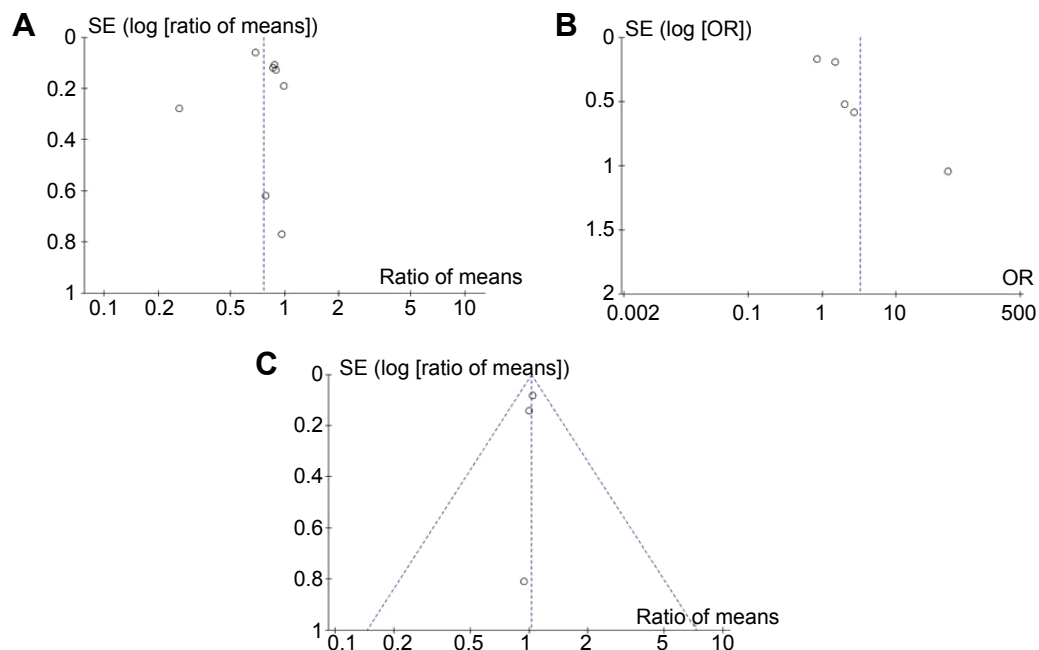 A
SE (log [ratio of means])
0
0.2
0.4
0.6
0.8
1
Ratio of means
0.1 0.2 0.5 1 2 5 10
B
SE (log [OR])
0
0.5
1
1.5
2
OR
0.002 0.1 1 10 500
C
SE (log [ratio of means])
0
0.2
0.4
0.6
0.8
1
Ratio of means
0.1 0.2 0.5 1 2 5 10